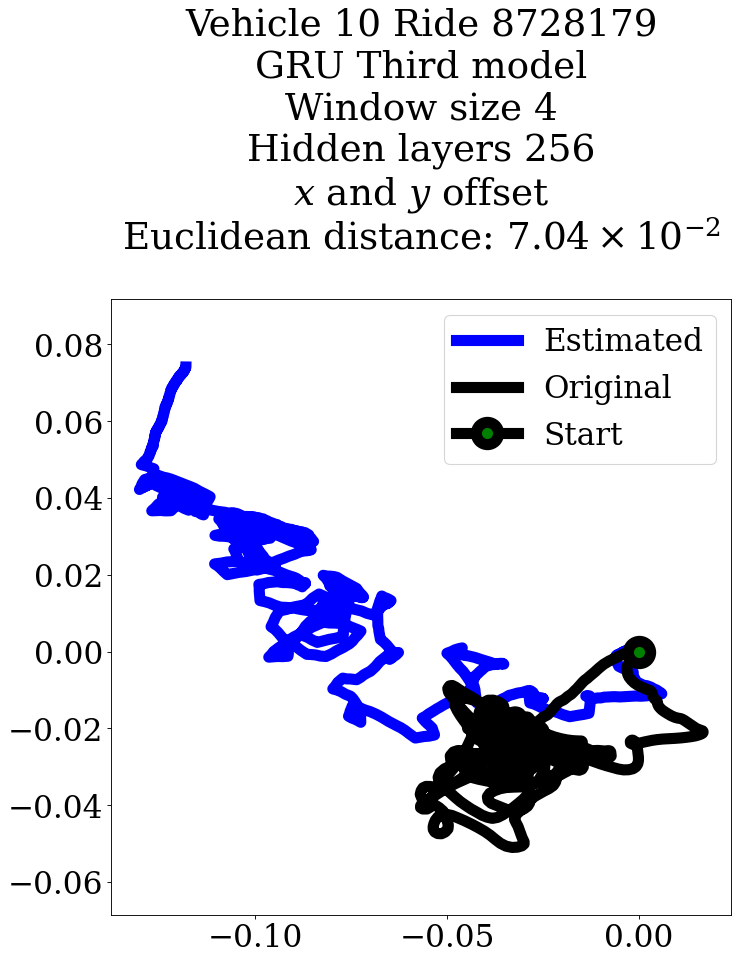 Vehicle 10 Ride 8728179
GRU Third model
Window size 4
Hidden layers 256
x and y offset
Euclidean distance: 7.04 × 10⁻²
Estimated
Original
Start
0.08
0.06
0.04
0.02
0.00
−0.02
−0.04
−0.06
−0.10
−0.05
0.00